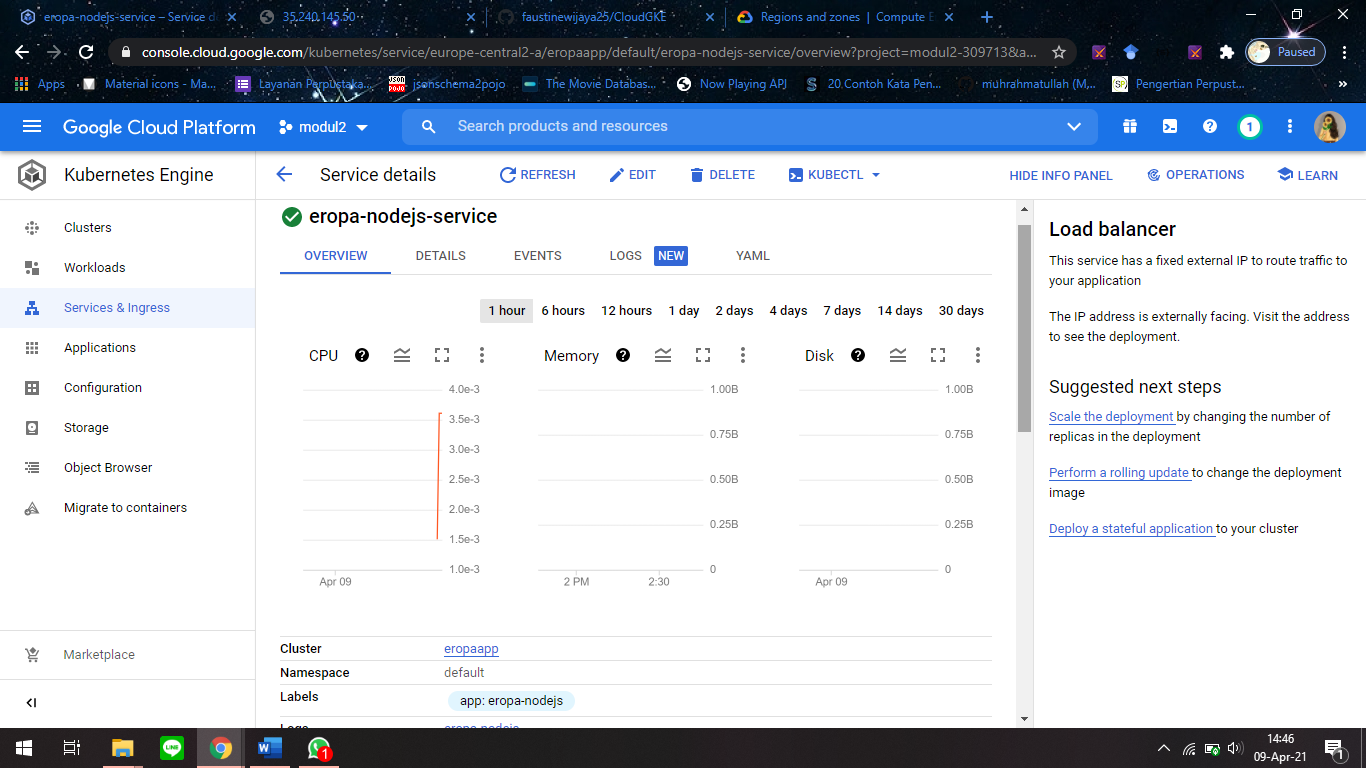 eropa-nodejs-service – Service de
35.240.145.50
faustinewijaya25/CloudGKE
Regions and zones | Compute E
console.cloud.google.com/kubernetes/service/europe-central2-a/eropaapp/default/eropa-nodejs-service/overview?project=modul2-309713&a...
Paused
Apps
Material icons - Ma...
Layanan Perpustaka...
jsonschema2pojo
The Movie Databas...
Now Playing API
20 Contoh Kata Pen...
muhrahmatullah (M...
Pengertian Perpust...
Google Cloud Platform
modul2
Search products and resources
1
Kubernetes Engine
Service details
REFRESH
EDIT
DELETE
KUBECTL
HIDE INFO PANEL
OPERATIONS
LEARN
Clusters
Workloads
Services & Ingress
Applications
Configuration
Storage
Object Browser
Migrate to containers
Marketplace
eropa-nodejs-service
OVERVIEW
DETAILS
EVENTS
LOGS NEW
YAML
1 hour 6 hours 12 hours 1 day 2 days 4 days 7 days 14 days 30 days
CPU
4.0e-3
3.5e-3
3.0e-3
2.5e-3
2.0e-3
1.5e-3
1.0e-3
Apr 09
Memory
1.00B
0.75B
0.50B
0.25B
0
2 PM 2:30
Disk
1.00B
0.75B
0.50B
0.25B
0
Apr 09
Cluster eropaapp
Namespace default
Labels app: eropa-nodejs
Logs eropa-nodejs
Load balancer
This service has a fixed external IP to route traffic to
your application
The IP address is externally facing. Visit the address
to see the deployment.
Suggested next steps
Scale the deployment by changing the number of
replicas in the deployment
Perform a rolling update to change the deployment
image
Deploy a stateful application to your cluster
LINE
1
14:46
09-Apr-21
1